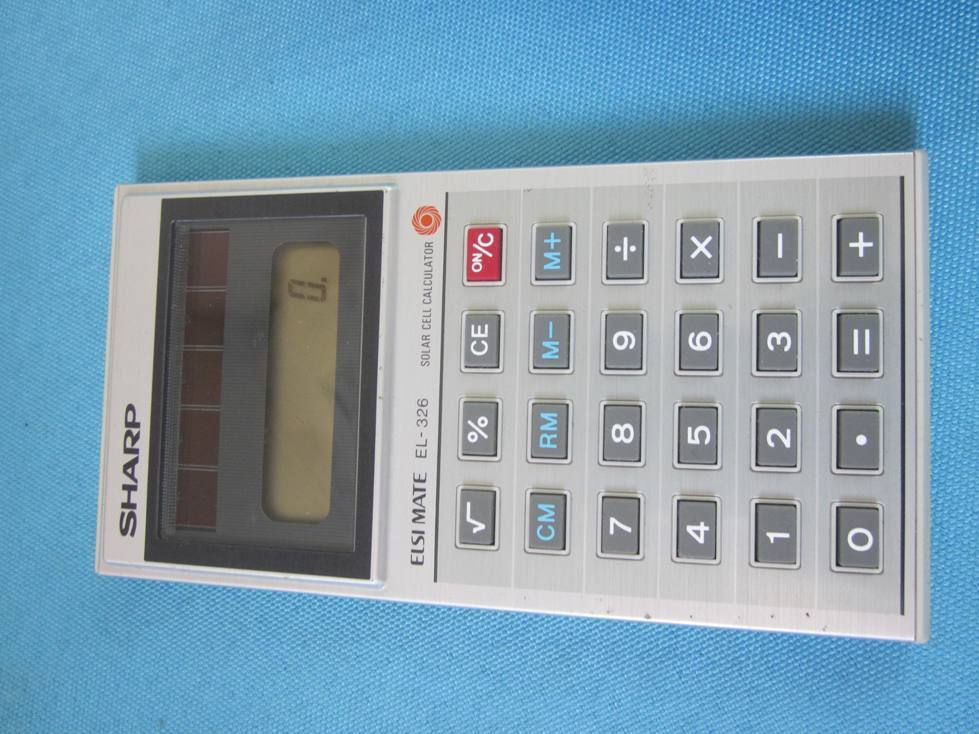 SHARP
0.
ELSI MATE EL-326 SOLAR CELL CALCULATOR
√ % CE ON/C
CM RM M− M+
7 8 9 ÷
4 5 6 ×
1 2 3 −
0 • = +